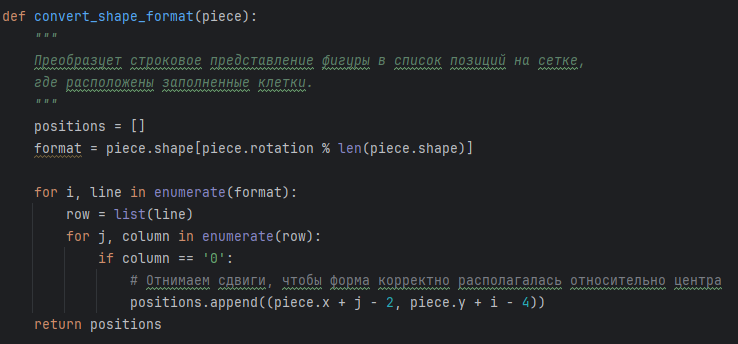 def convert_shape_format(piece):
    """
    Преобразует строковое представление фигуры в список позиций на сетке,
    где расположены заполненные клетки.
    """
    positions = []
    format = piece.shape[piece.rotation % len(piece.shape)]

    for i, line in enumerate(format):
        row = list(line)
        for j, column in enumerate(row):
            if column == '0':
                # Отнимаем сдвиги, чтобы форма корректно располагалась относительно центра
                positions.append((piece.x + j - 2, piece.y + i - 4))
    return positions